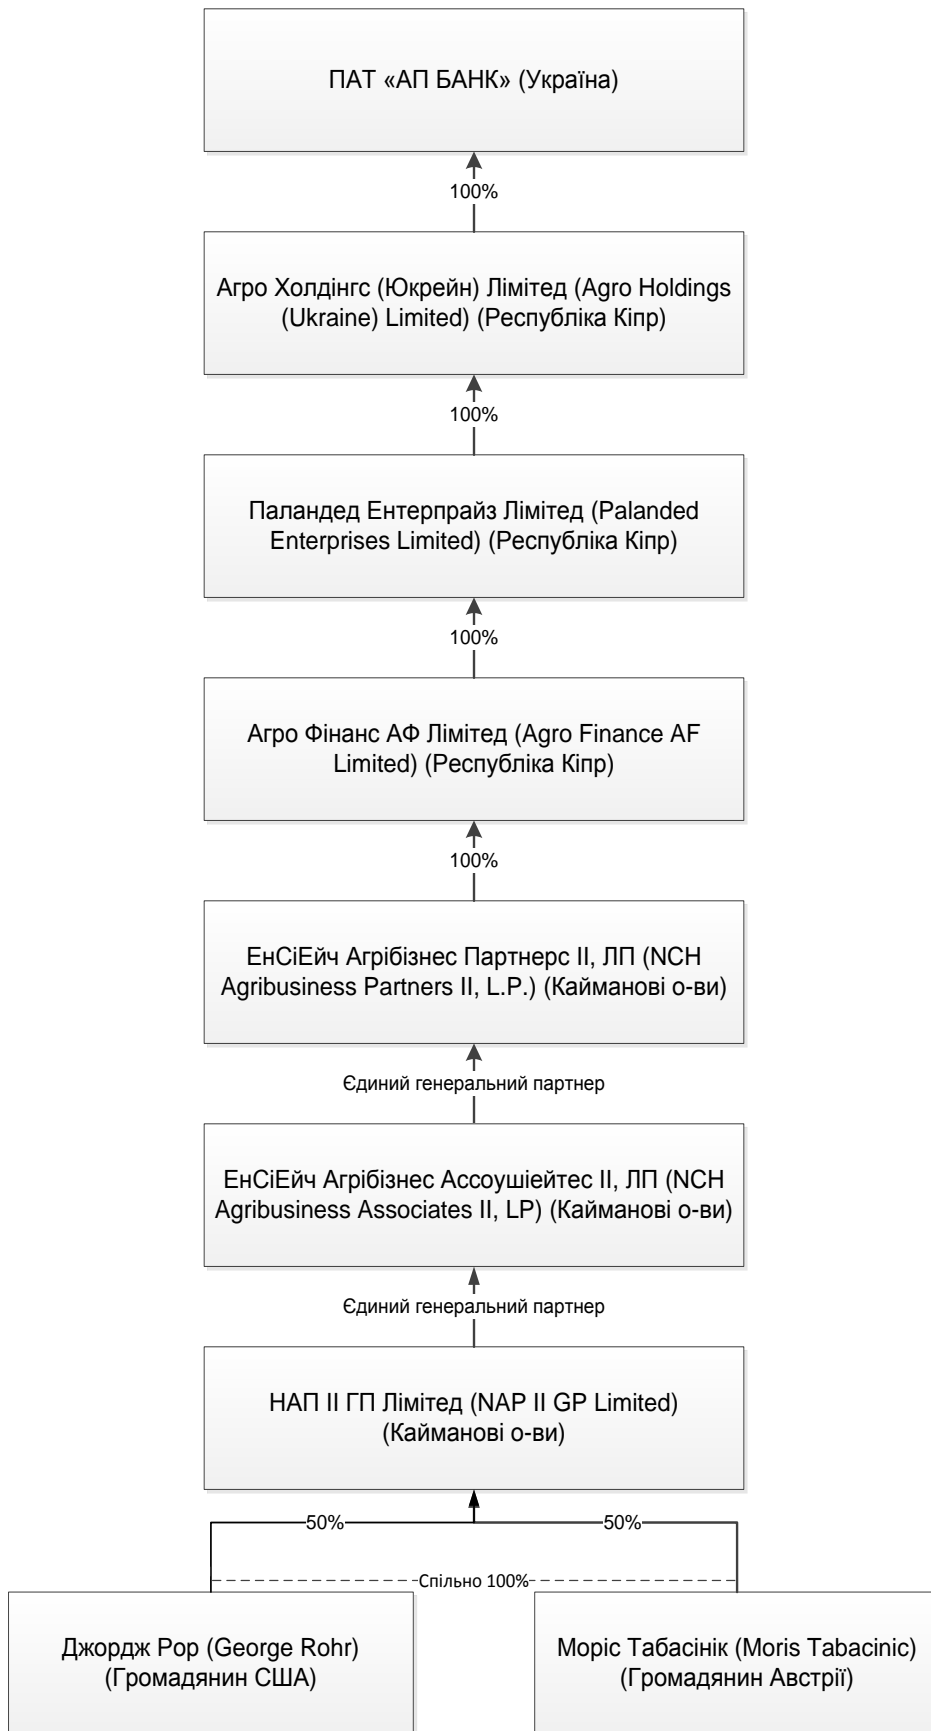 ПАТ «АП БАНК» (Україна)
100%
Агро Холдінгс (Юкрейн) Лімітед (Agro Holdings
(Ukraine) Limited) (Республіка Кіпр)
100%
Паландед Ентерпрайз Лімітед (Palanded
Enterprises Limited) (Республіка Кіпр)
100%
Агро Фінанс АФ Лімітед (Agro Finance AF
Limited) (Республіка Кіпр)
100%
ЕнСіЕйч Агрібізнес Партнерс II, ЛП (NCH
Agribusiness Partners II, L.P.) (Кайманові о-ви)
Єдиний генеральний партнер
ЕнСіЕйч Агрібізнес Ассоушіейтес II, ЛП (NCH
Agribusiness Associates II, LP) (Кайманові о-ви)
Єдиний генеральний партнер
НАП II ГП Лімітед (NAP II GP Limited)
(Кайманові о-ви)
50% 50%
Спільно 100%
Джордж Рор (George Rohr)
(Громадянин США)
Моріс Табасінік (Moris Tabacinic)
(Громадянин Австрії)